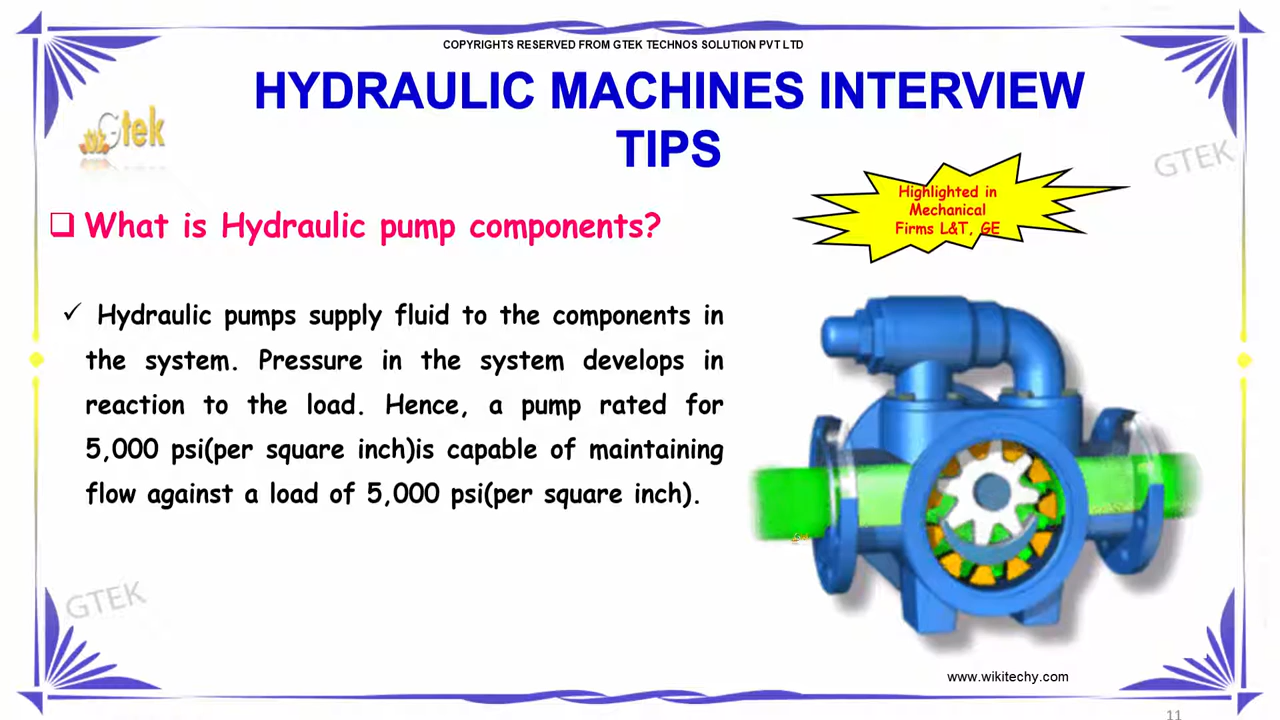 COPYRIGHTS RESERVED FROM GTEK TECHNOS SOLUTION PVT LTD
HYDRAULIC MACHINES INTERVIEW
TIPS
Gtek
GTEK
Highlighted in
Mechanical
Firms L&T, GE
What is Hydraulic pump components?
Hydraulic pumps supply fluid to the components in
the system. Pressure in the system develops in
reaction to the load. Hence, a pump rated for
5,000 psi(per square inch)is capable of maintaining
flow against a load of 5,000 psi(per square inch).
GTEK
www.wikitechy.com
11